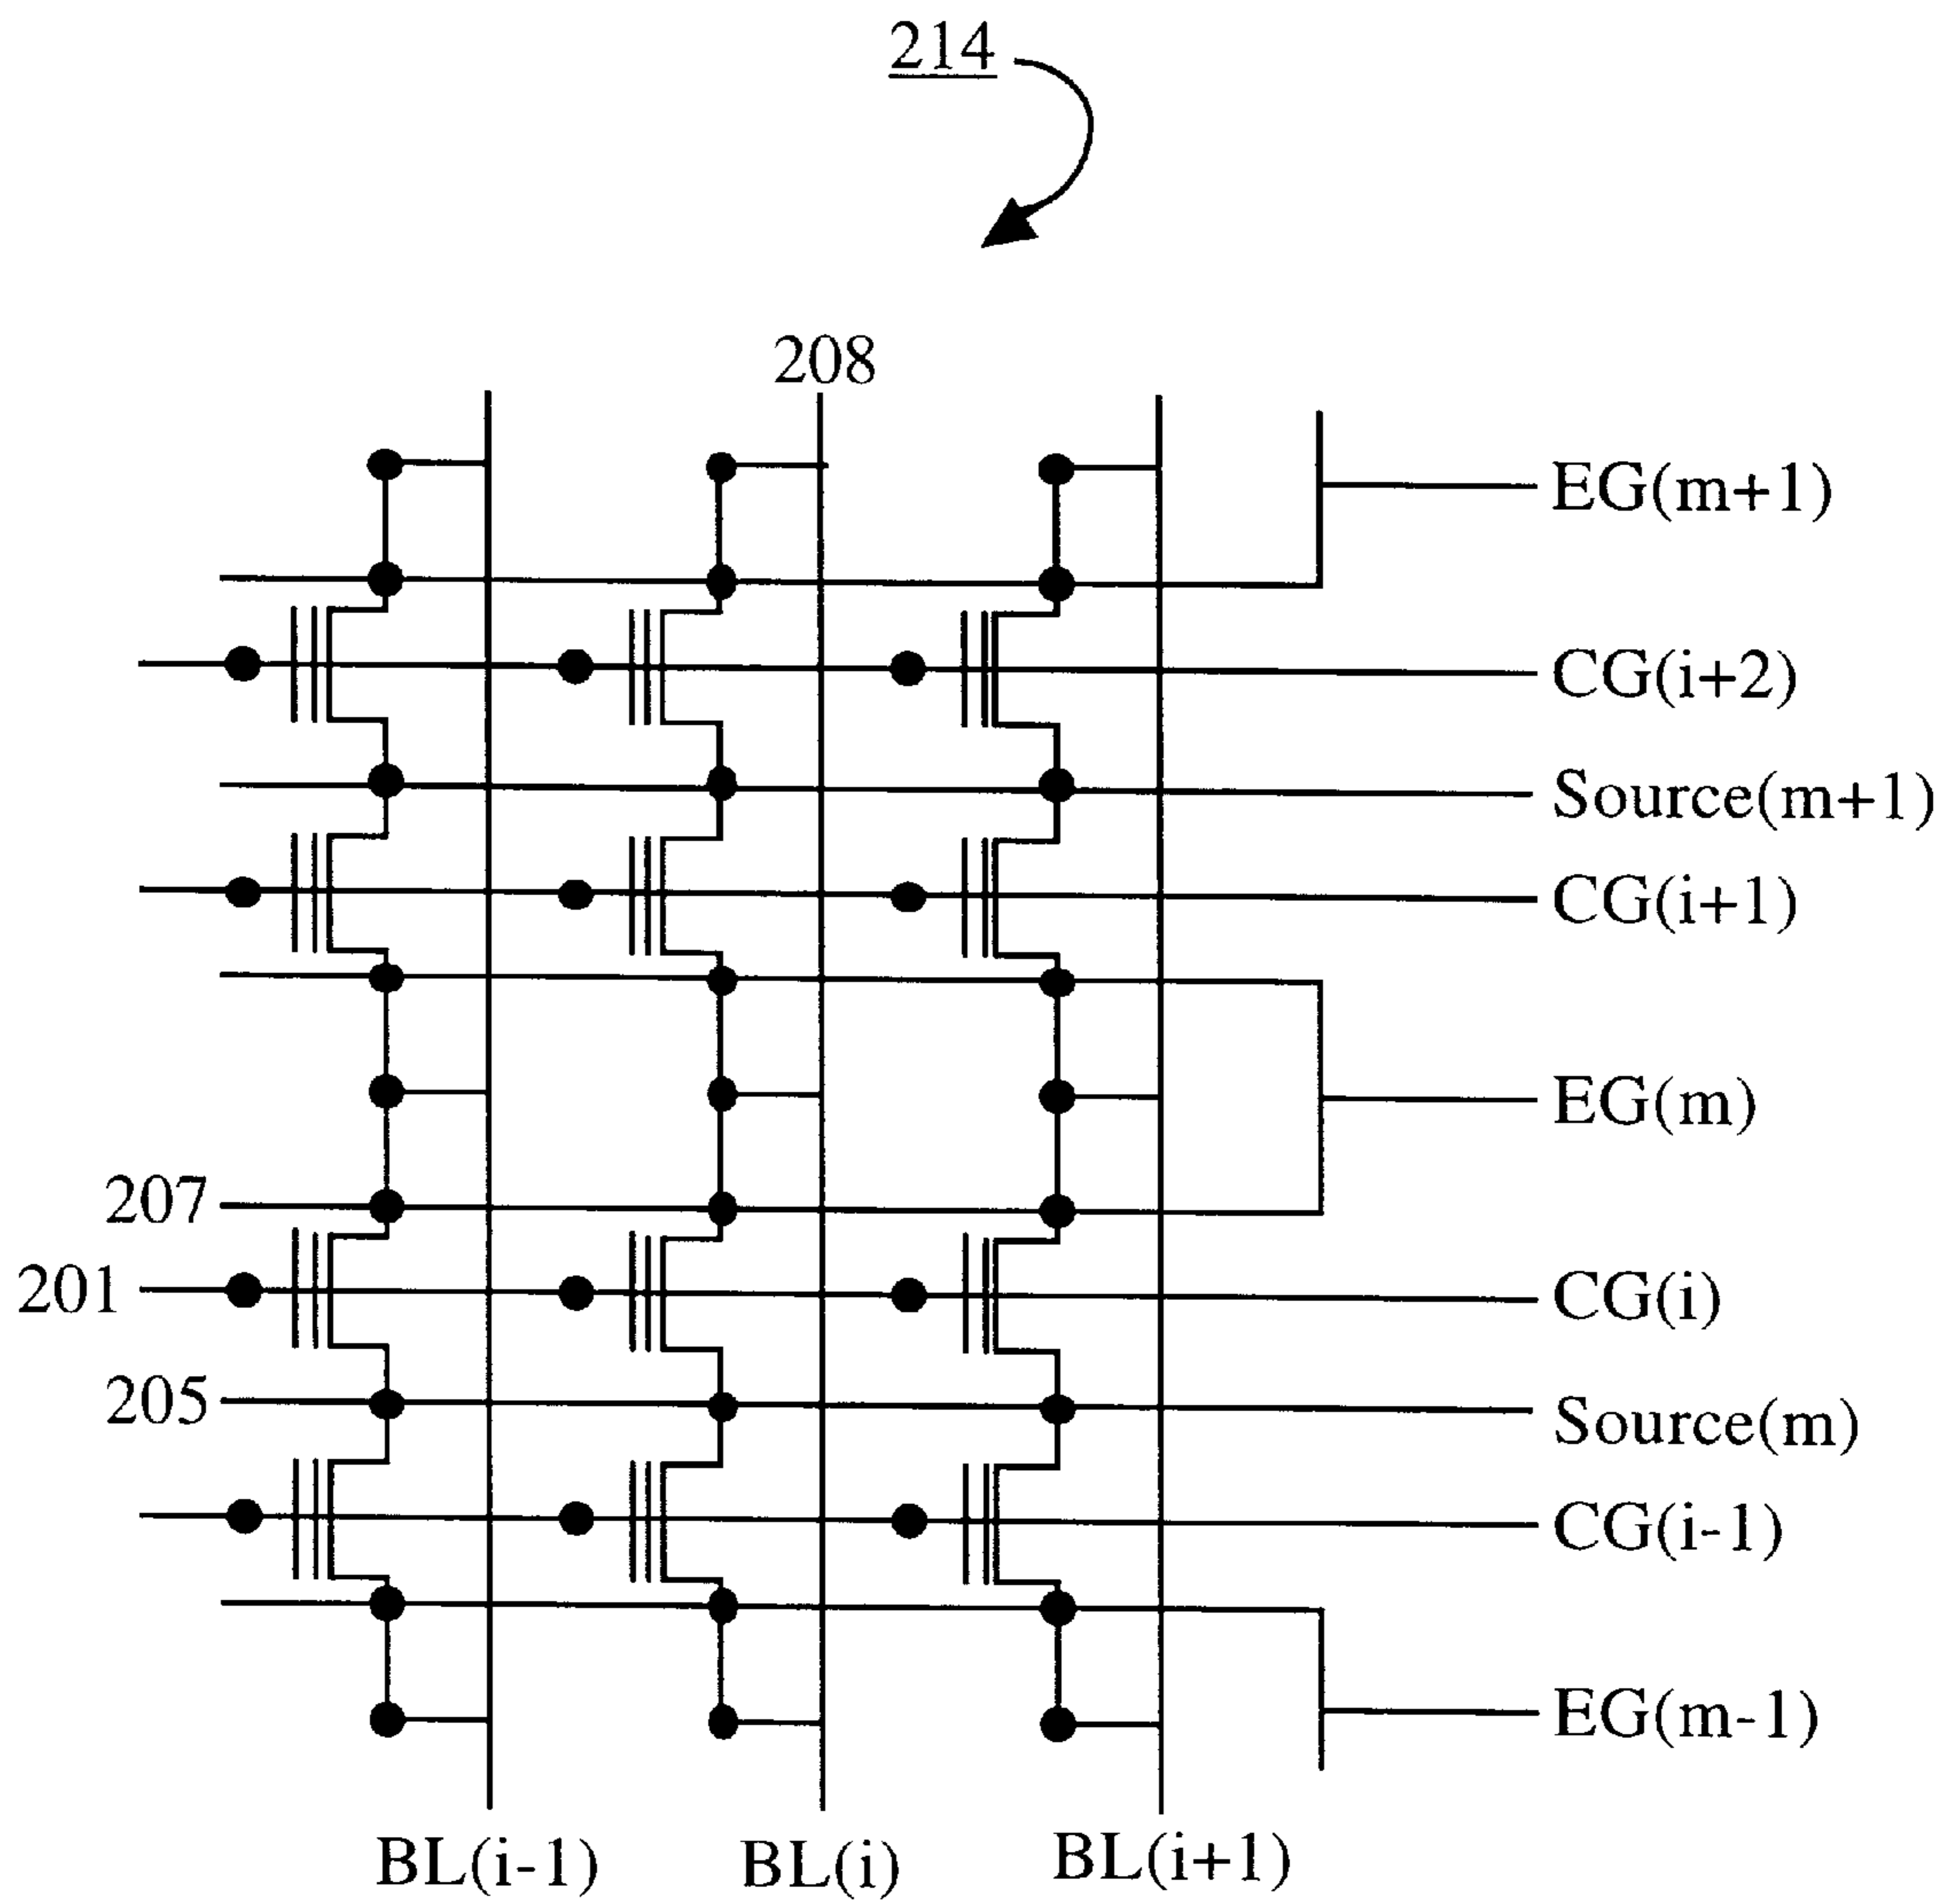 214
208
EG(m+1)
CG(i+2)
Source(m+1)
CG(i+1)
EG(m)
207
201
CG(i)
205
Source(m)
CG(i-1)
EG(m-1)
BL(i-1)
BL(i)
BL(i+1)